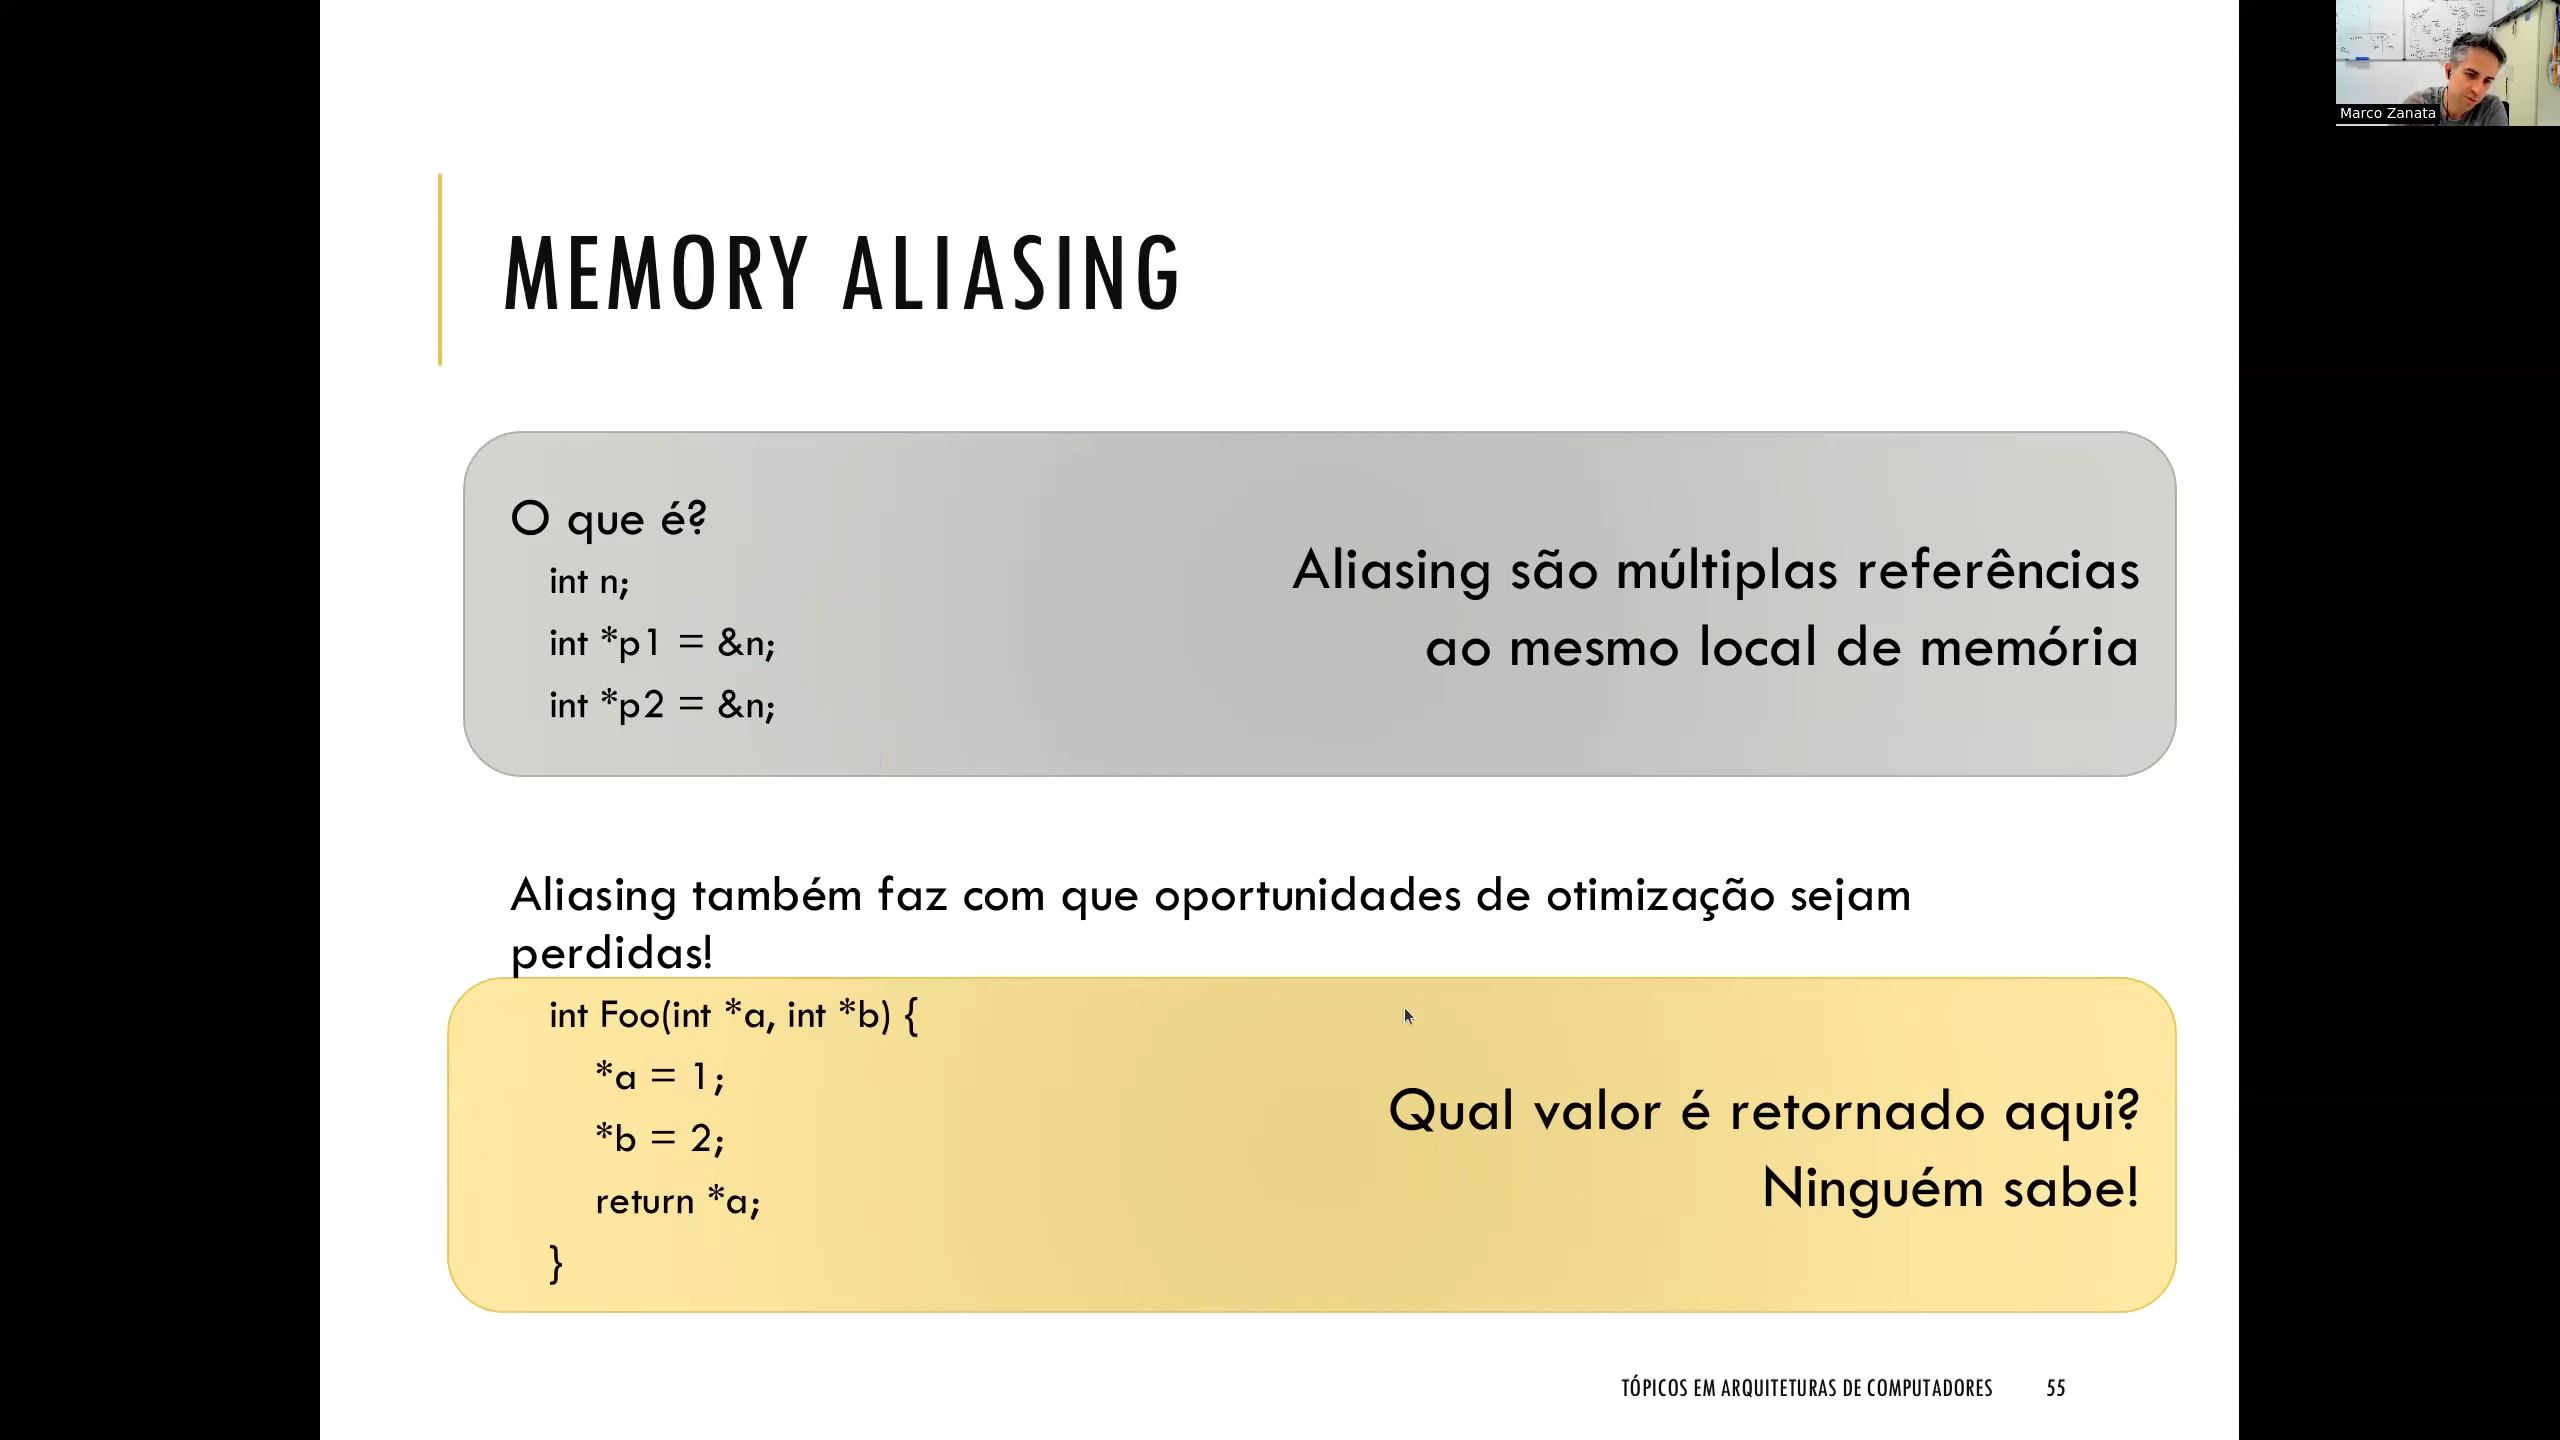 Marco Zanata
MEMORY ALIASING
O que é?
int n;
int *p1 = &n;
int *p2 = &n;
Aliasing são múltiplas referências
ao mesmo local de memória
Aliasing também faz com que oportunidades de otimização sejam
perdidas!
int Foo(int *a, int *b) {
*a = 1;
*b = 2;
return *a;
}
Qual valor é retornado aqui?
Ninguém sabe!
TÓPICOS EM ARQUITETURAS DE COMPUTADORES
55